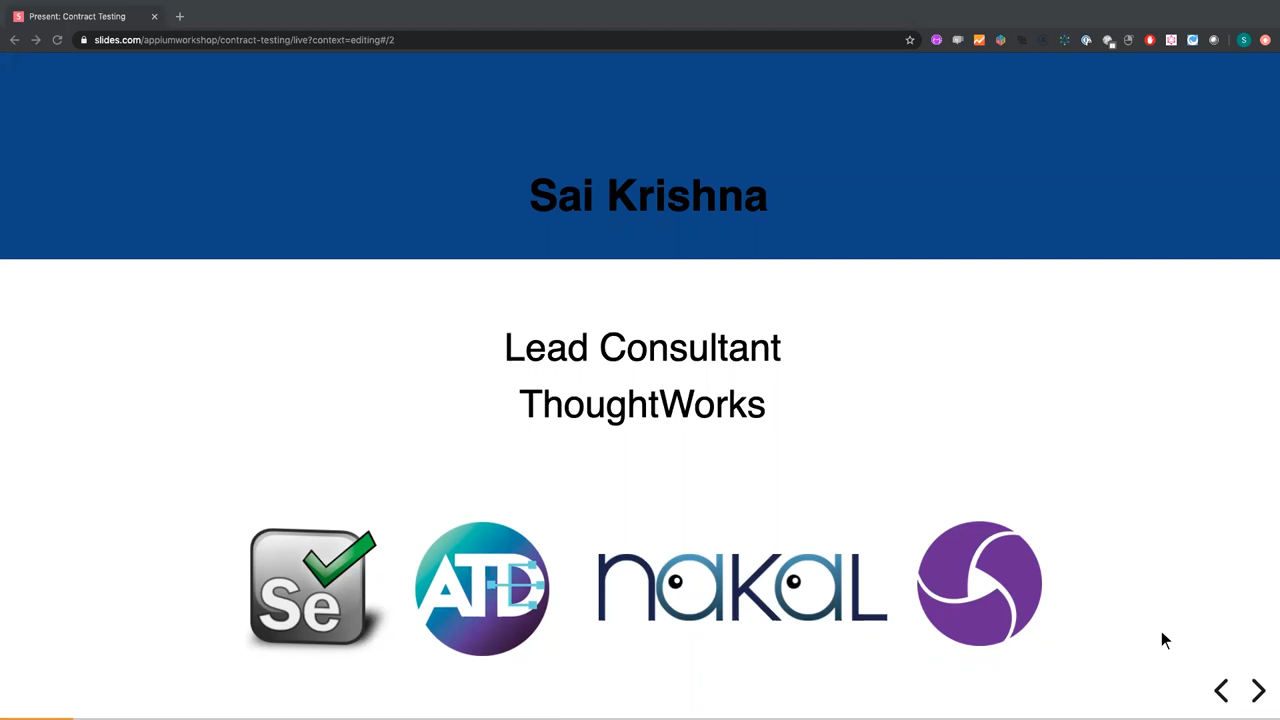 Present: Contract Testing
slides.com/appiumworkshop/contract-testing/live?context=editing#/2
Sai Krishna
Lead Consultant
ThoughtWorks
Se
ATD
nakal